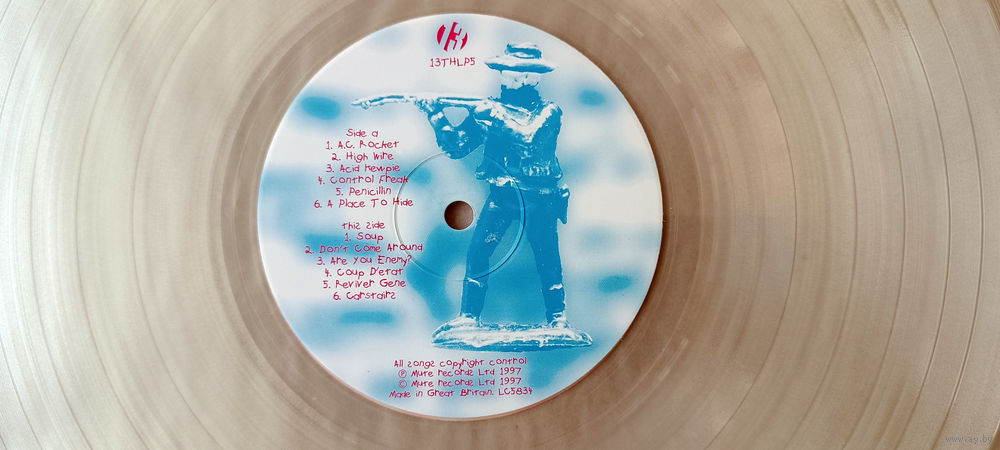 13
13THLP5
Side a
1. A.C. Rocket
2. High Wire
3. Acid Kewpie
4. Control Freak
5. Penicillin
6. A Place To Hide
this side
1. Soup
2. Don't Come Around
3. Are You Enemy?
4. Coup D'etat
5. Reviver Gene
6. Carstairs
All songs copyright control
℗ Mute records Ltd 1997
© Mute records Ltd 1997
Made in Great Britain. LC5834
www.ay.by